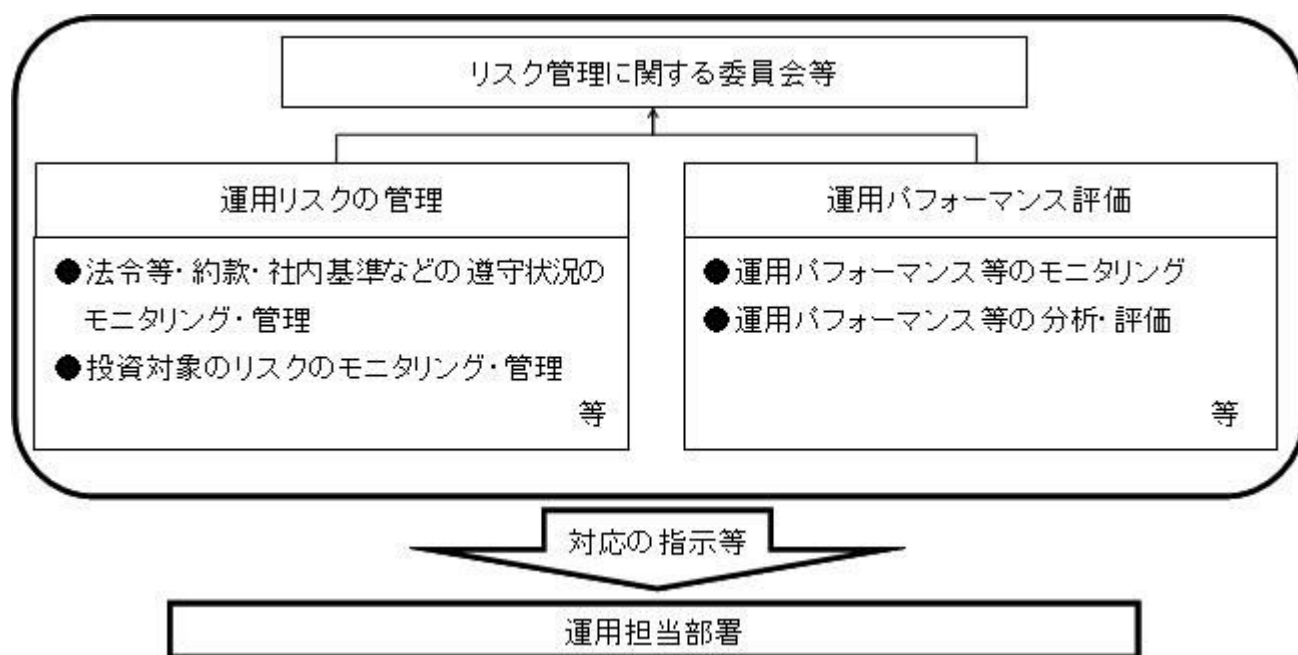 リスク管理に関する委員会等
運用リスクの管理
●法令等・約款・社内基準などの遵守状況の
モニタリング・管理
●投資対象のリスクのモニタリング・管理
等
運用パフォーマンス評価
●運用パフォーマンス等のモニタリング
●運用パフォーマンス等の分析・評価
等
対応の指示等
運用担当部署